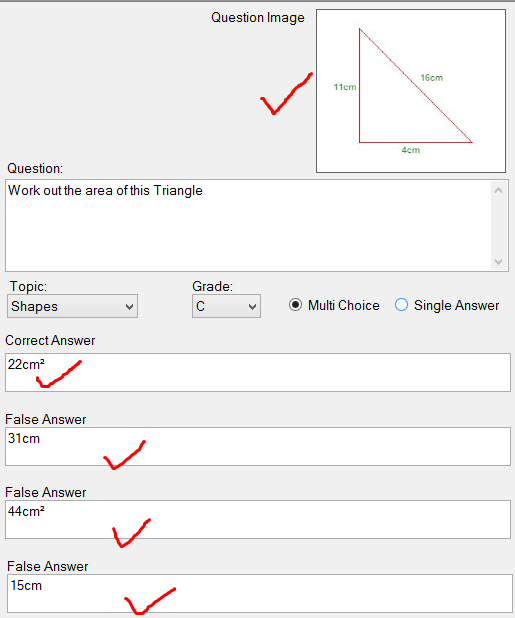 Question Image
11cm
16cm
4cm
Question:
Work out the area of this Triangle
Topic:
Grade:
Shapes
C
Multi Choice
Single Answer
Correct Answer
22cm²
False Answer
31cm
False Answer
44cm²
False Answer
15cm